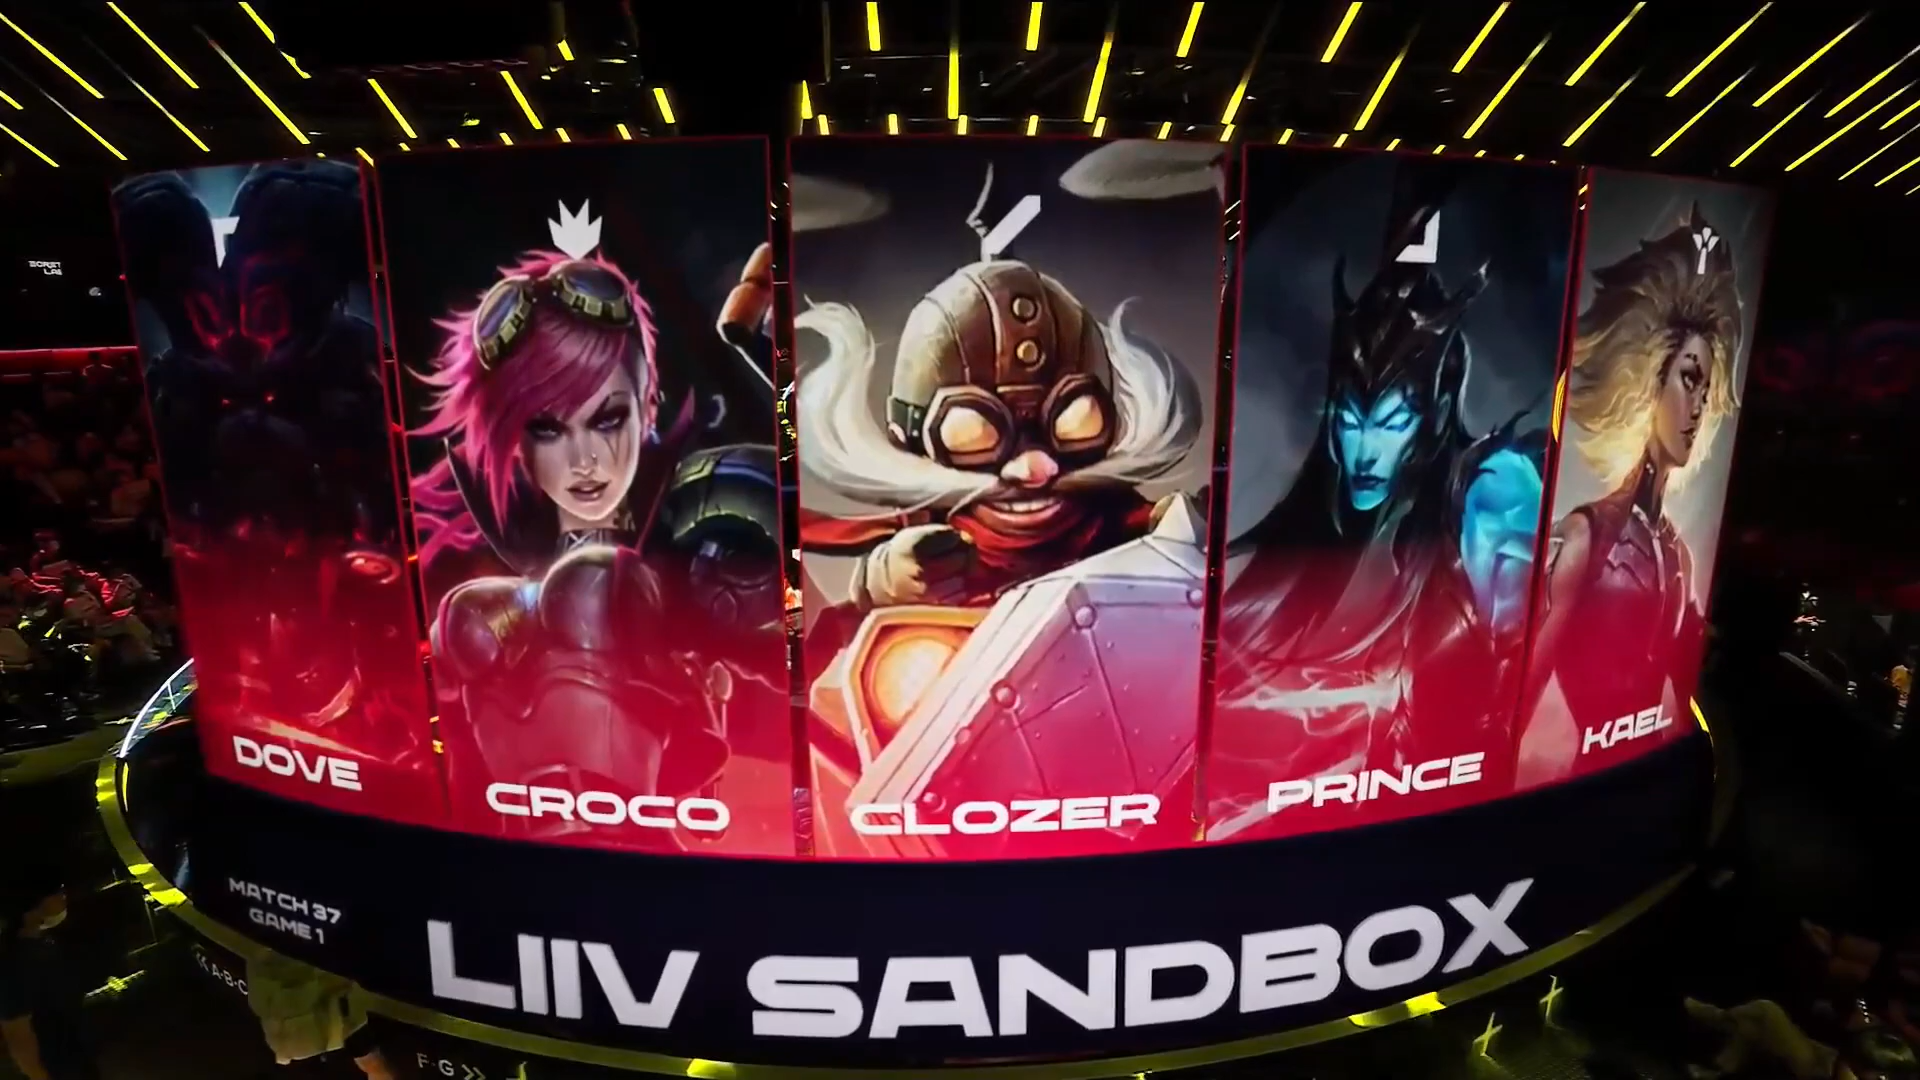 DOVE
CROCO
CLOZER
PRINCE
KAEL
MATCH 37
GAME 1
LIIV SANDBOX
A·B·C
F·G >>